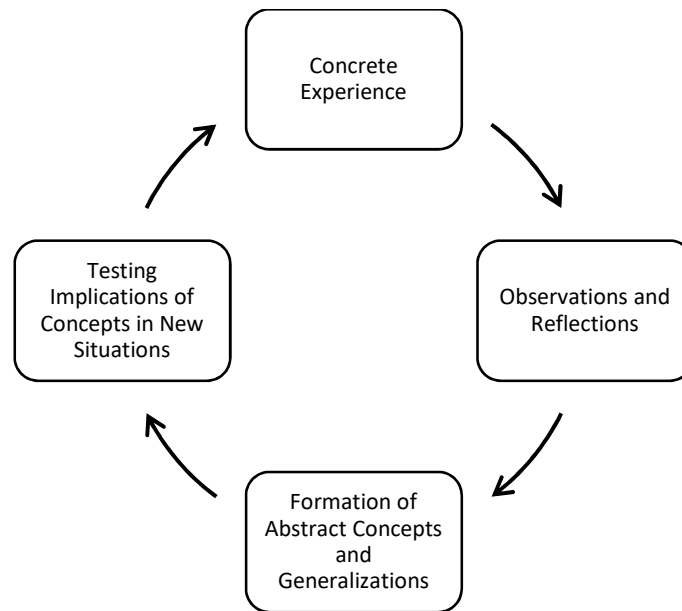 Concrete
Experience
Observations and
Reflections
Formation of
Abstract Concepts
and
Generalizations
Testing
Implications of
Concepts in New
Situations